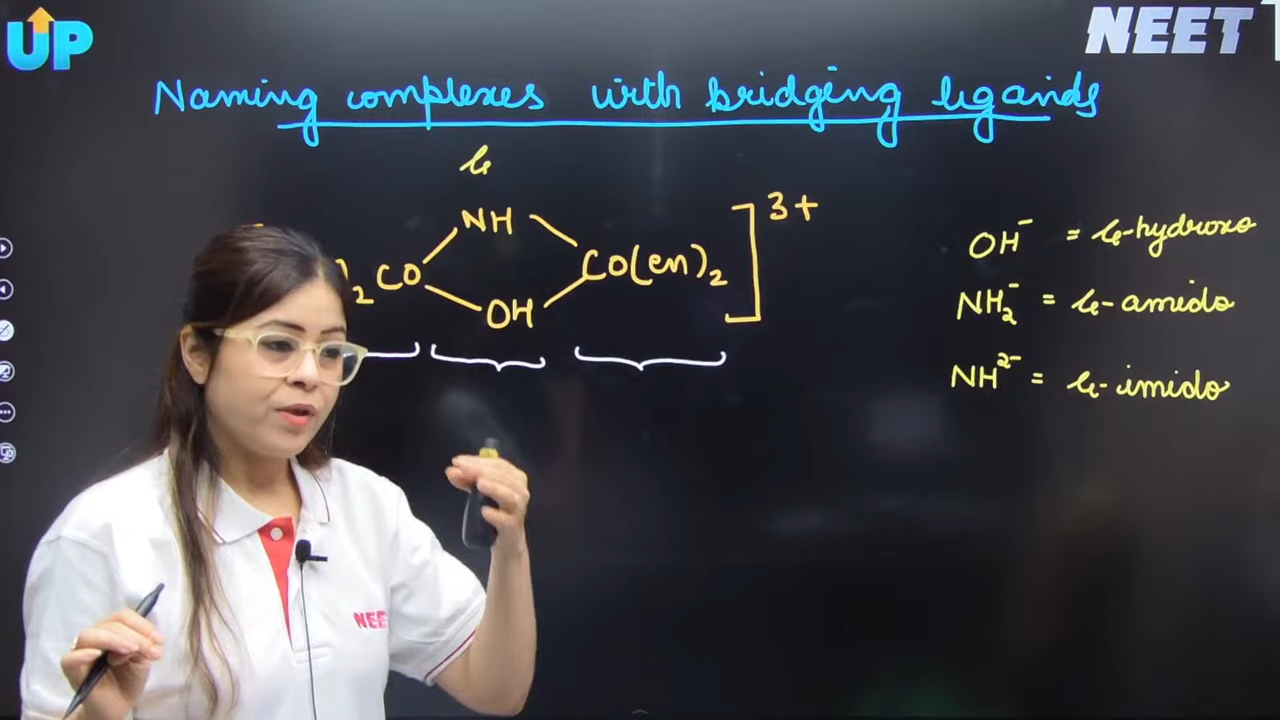 UP
NEET
Naming complexes with bridging ligands
μ
NH
)₂CO
CO(en)₂
]³⁺
OH
OH⁻ = μ-hydroxo
NH₂⁻ = μ-amido
NH²⁻ = μ-imido
NEET